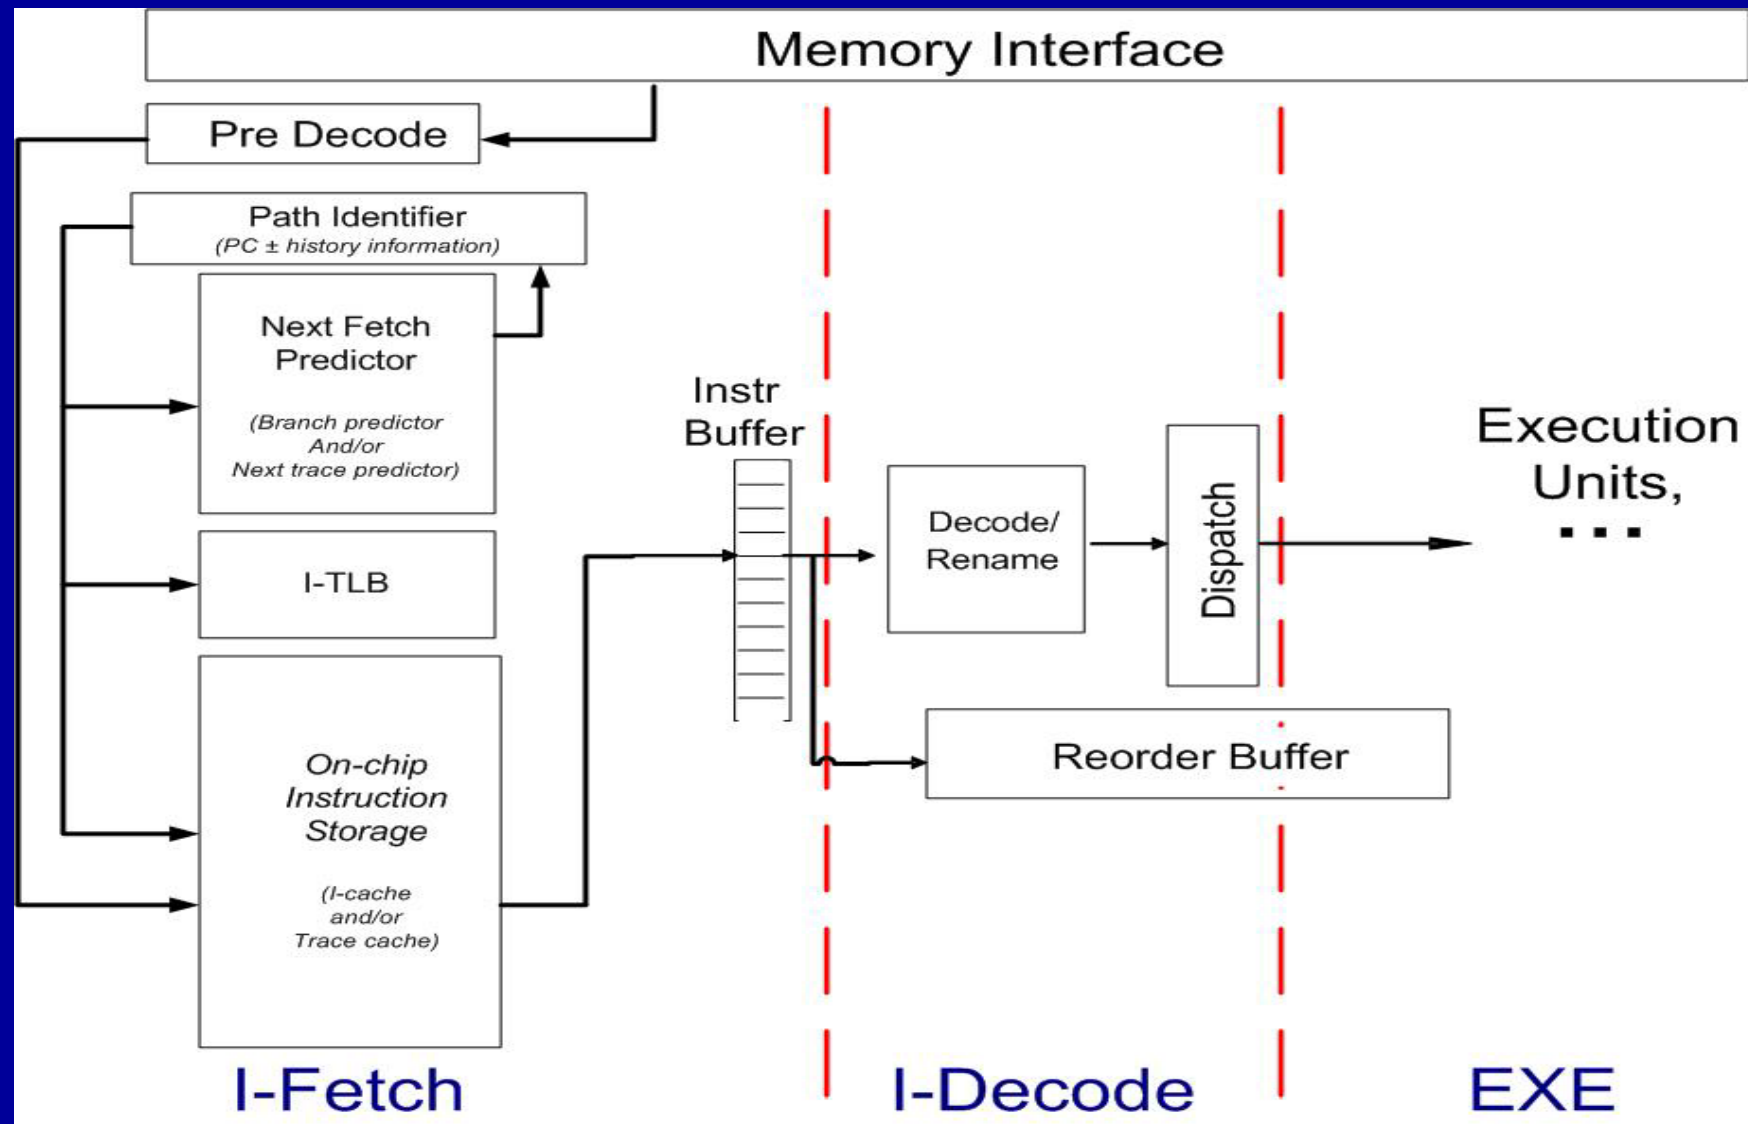 Memory Interface
Pre Decode
Path Identifier
(PC ± history information)
Next Fetch
Predictor
(Branch predictor
And/or
Next trace predictor)
I-TLB
On-chip
Instruction
Storage
(I-cache
and/or
Trace cache)
Instr
Buffer
Decode/
Rename
Dispatch
Reorder Buffer
Execution
Units,
...
I-Fetch
I-Decode
EXE